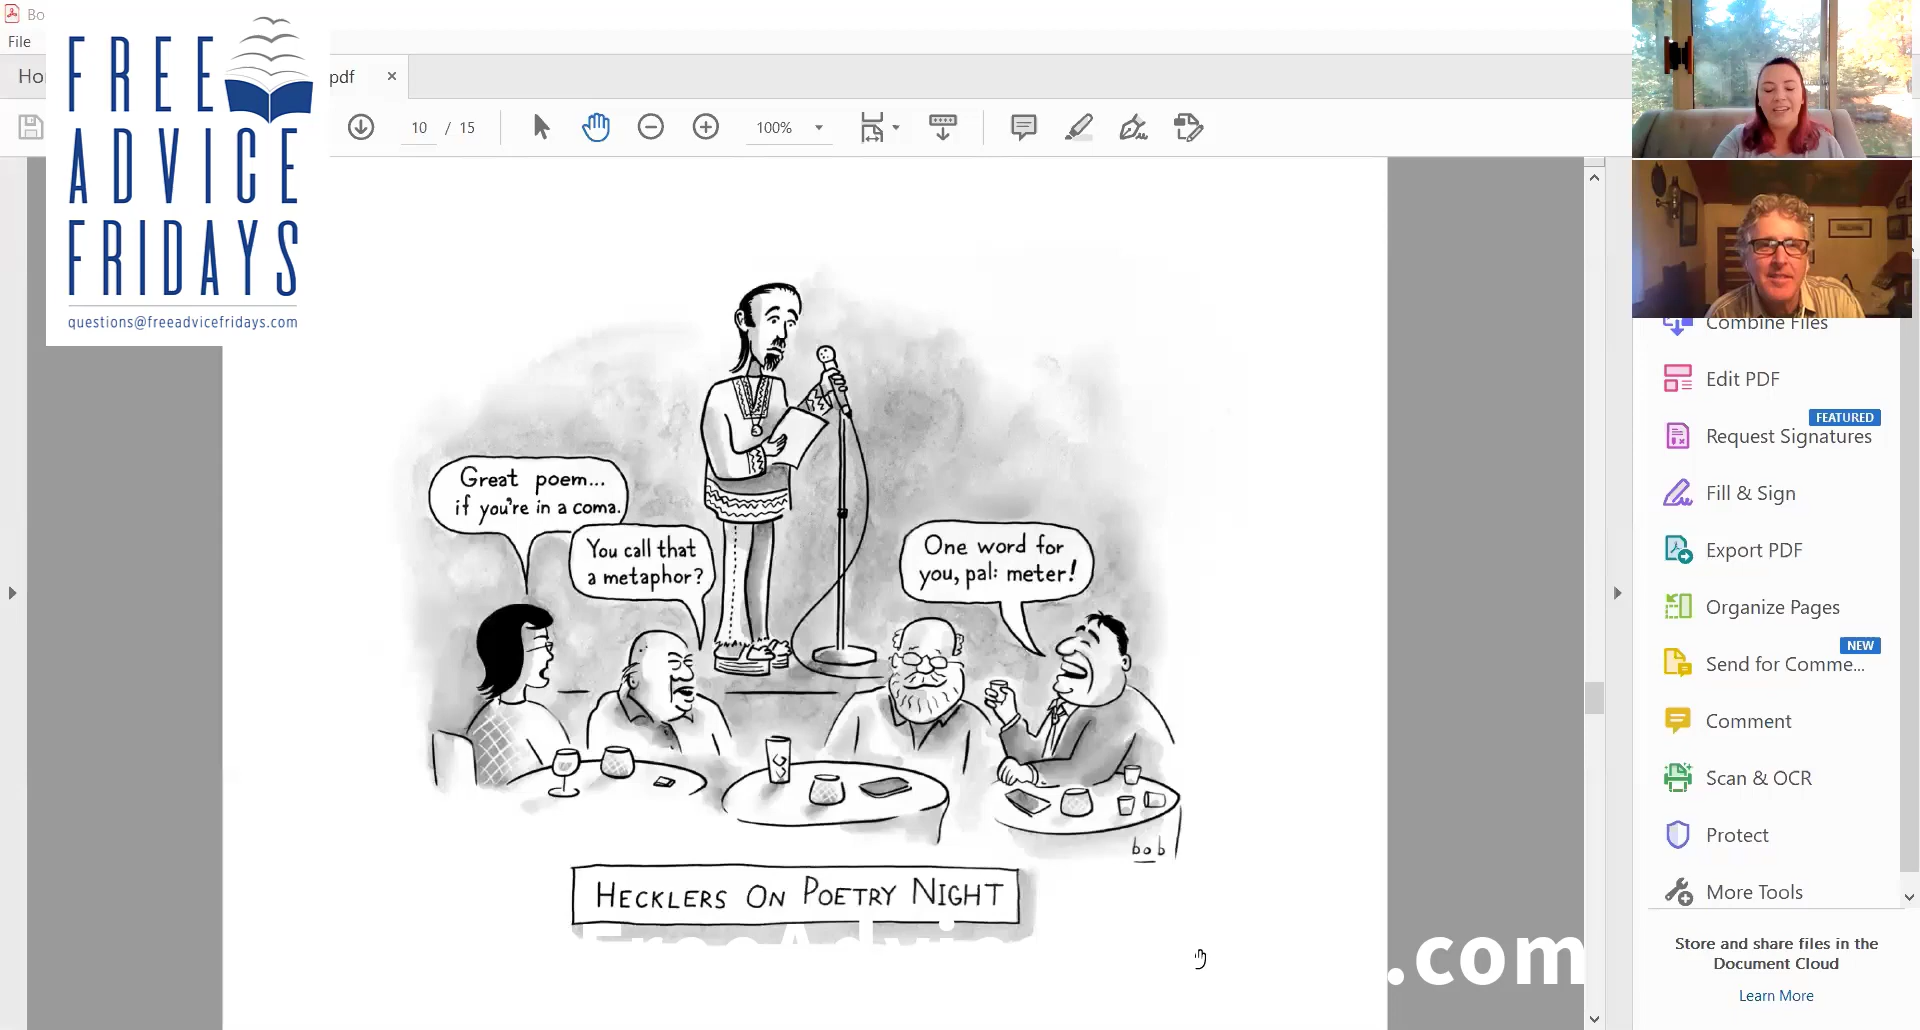 Bo
File
Ho
pdf
10 / 15
100%
FREE
ADVICE
FRIDAYS
questions@freeadvicefridays.com
Great poem...
if you're in a coma.
You call that
a metaphor?
One word for
you, pal: meter!
bob
HECKLERS ON POETRY NIGHT
FreeAdvic
.com
Combine Files
Edit PDF
FEATURED
Request Signatures
Fill & Sign
Export PDF
Organize Pages
NEW
Send for Comme...
Comment
Scan & OCR
Protect
More Tools
Store and share files in the
Document Cloud
Learn More